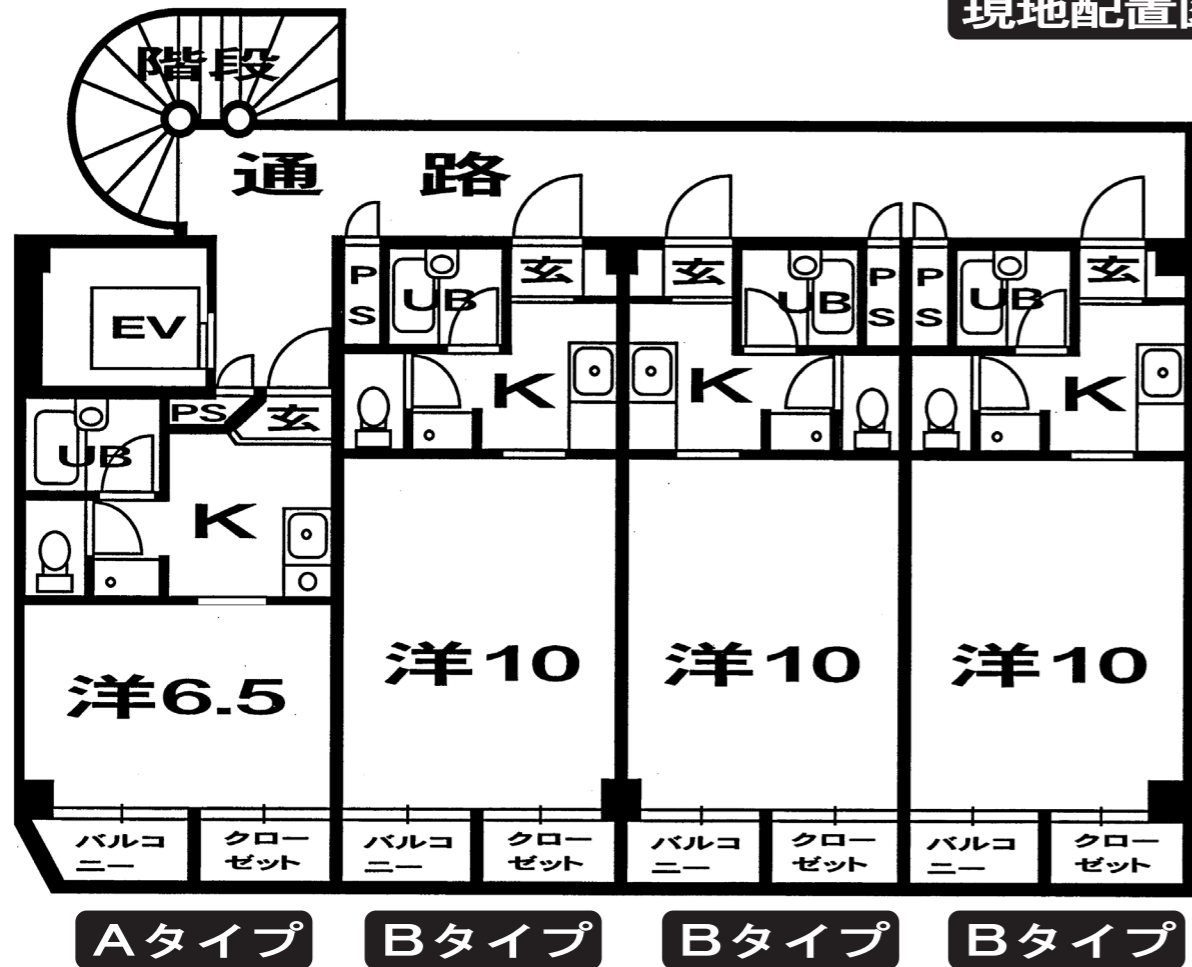 現地配置図
階段
通路
EV
PS
UB
玄
K
洋6.5
バルコ
ニー
クロー
ゼット
PS
UB
玄
K
洋10
バルコ
ニー
クロー
ゼット
玄
UB
PS
K
洋10
バルコ
ニー
クロー
ゼット
PS
UB
玄
K
洋10
バルコ
ニー
クロー
ゼット
Aタイプ
Bタイプ
Bタイプ
Bタイプ